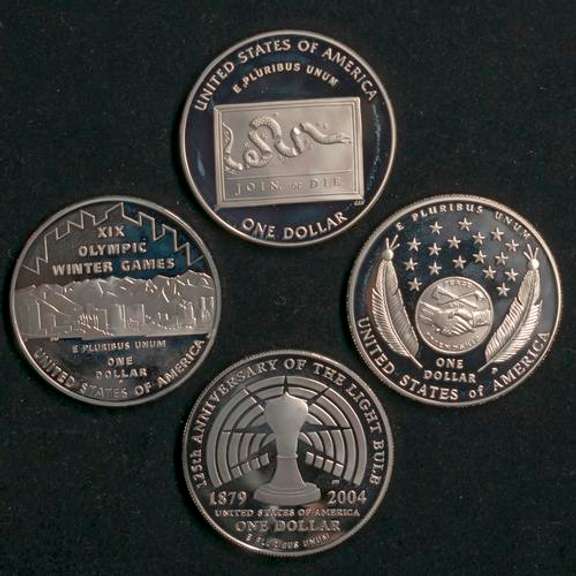 UNITED STATES OF AMERICA
E PLURIBUS UNUM
JOIN, or DIE
ONE DOLLAR
XIX
OLYMPIC
WINTER GAMES
E PLURIBUS UNUM
ONE
DOLLAR
UNITED STATES OF AMERICA
E PLURIBUS UNUM
PEACE
ONE
DOLLAR
P
UNITED STATES of AMERICA
125th ANNIVERSARY OF THE LIGHT BULB
1879 2004
UNITED STATES OF AMERICA
ONE DOLLAR
E PLURIBUS UNUM